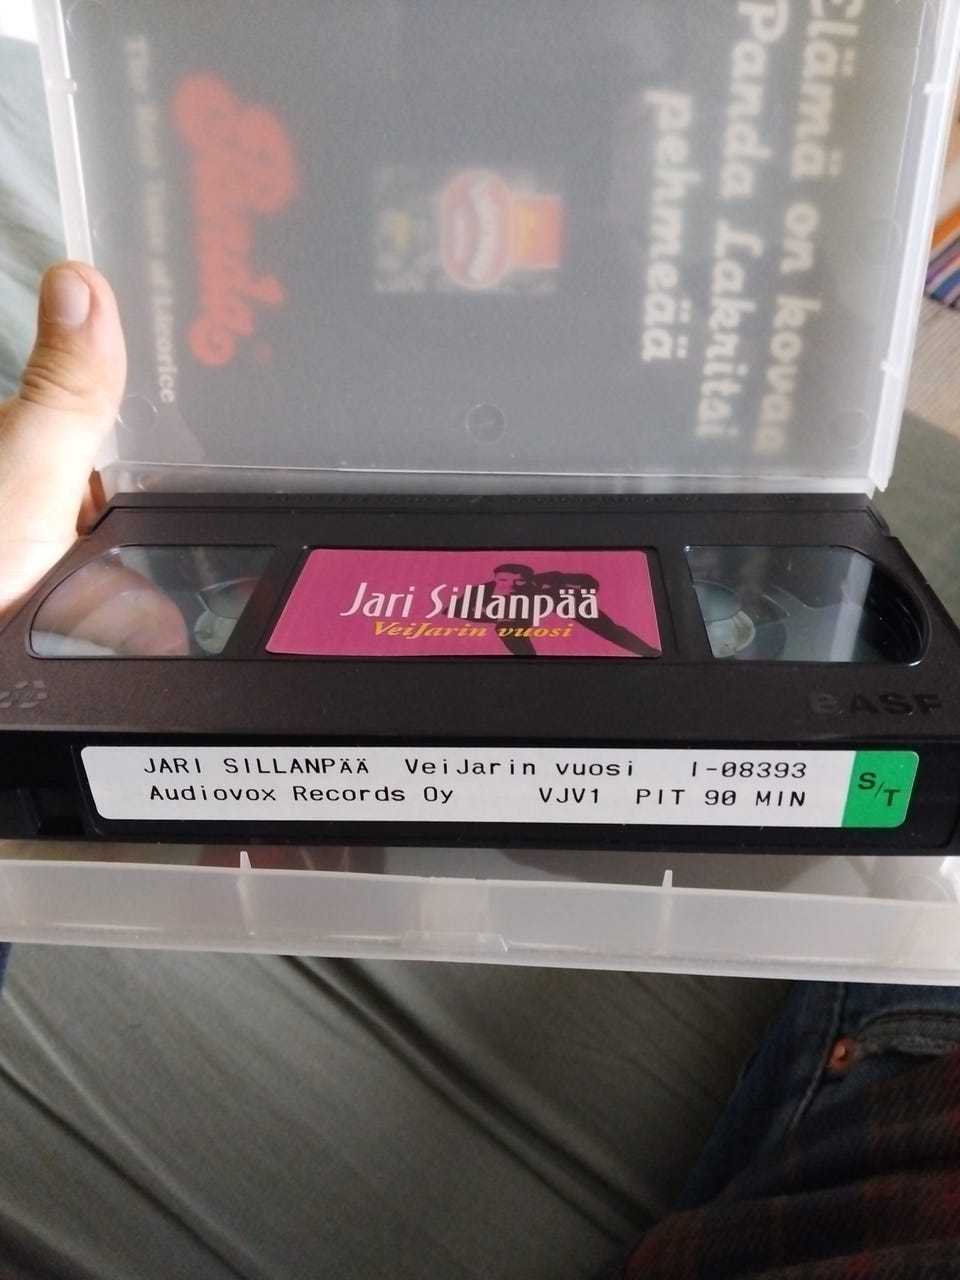 Elämä on kovaa
Panda Lakritsi
pehmeää
Panda
The Good Taste of Licorice
Jari Sillanpää
VeiJarin vuosi
BASF
JARI SILLANPÄÄ VeiJarin vuosi I-08393
Audiovox Records Oy VJV1 PIT 90 MIN
S/T